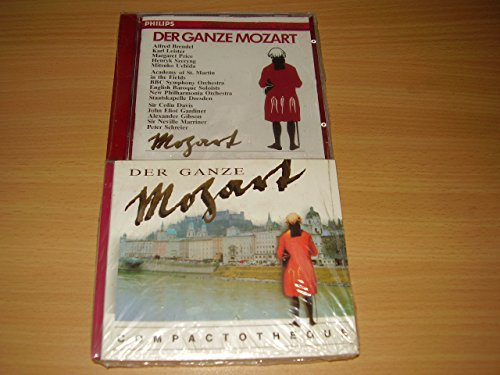 PHILIPS
DER GANZE MOZART
Alfred Brendel
Karl Leister
Margaret Price
Henryk Szeryng
Mitsuko Uchida
Academy of St. Martin
in the Fields
BBC Symphony Orchestra
English Baroque Soloists
New Philharmonia Orchestra
Staatskapelle Dresden
Sir Colin Davis
John Eliot Gardiner
Alexander Gibson
Sir Neville Marriner
Peter Schreier
Mozart
DER GANZE
Mozart
COMPACTOTHEQUE